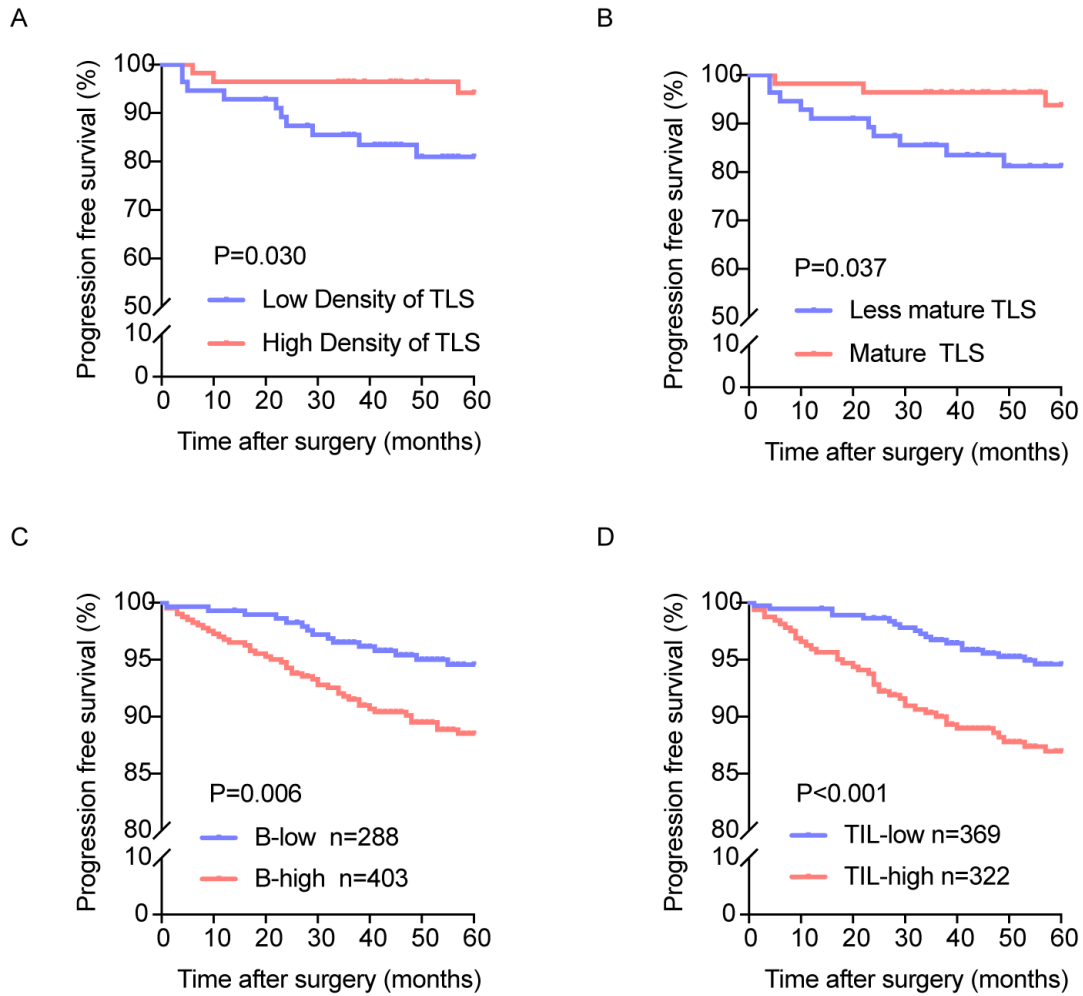 A
Progression free survival (%)
100
90
80
70
60
50
10
0
P=0.030
Low Density of TLS
High Density of TLS
0 10 20 30 40 50 60
Time after surgery (months)
B
Progression free survival (%)
100
90
80
70
60
50
10
0
P=0.037
Less mature TLS
Mature TLS
0 10 20 30 40 50 60
Time after surgery (months)
C
Progression free survival (%)
100
95
90
85
80
10
0
P=0.006
B-low n=288
B-high n=403
0 10 20 30 40 50 60
Time after surgery (months)
D
Progression free survival (%)
100
95
90
85
80
10
0
P<0.001
TIL-low n=369
TIL-high n=322
0 10 20 30 40 50 60
Time after surgery (months)